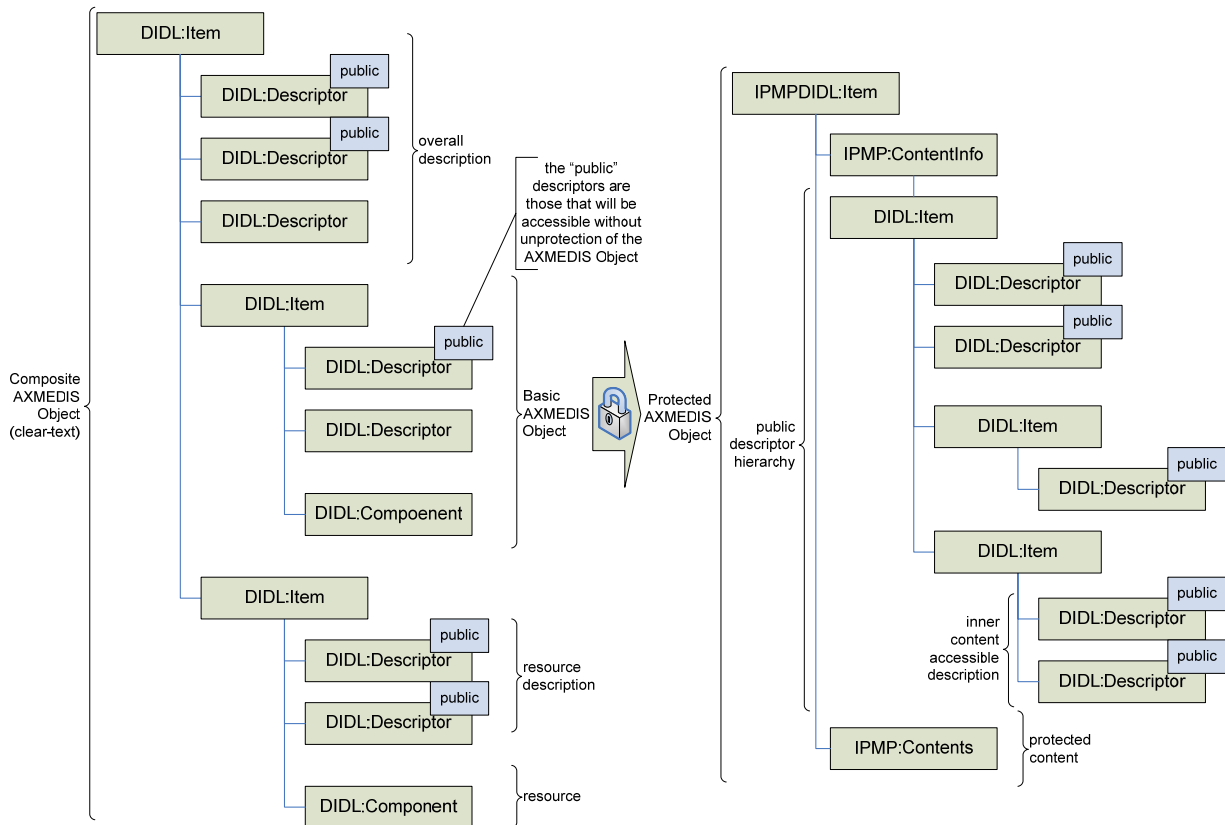 DIDL:Item
public
DIDL:Descriptor
public
DIDL:Descriptor
DIDL:Descriptor
overall
description
the “public”
descriptors are
those that will be
accessible without
unprotection of the
AXMEDIS Object
DIDL:Item
public
DIDL:Descriptor
DIDL:Descriptor
DIDL:Compoenent
Basic
AXMEDIS
Object
Composite
AXMEDIS
Object
(clear-text)
DIDL:Item
public
DIDL:Descriptor
public
DIDL:Descriptor
resource
description
DIDL:Component
resource
Protected
AXMEDIS
Object
IPMPDIDL:Item
IPMP:ContentInfo
DIDL:Item
public
DIDL:Descriptor
public
DIDL:Descriptor
public
descriptor
hierarchy
DIDL:Item
public
DIDL:Descriptor
DIDL:Item
public
DIDL:Descriptor
public
DIDL:Descriptor
inner
content
accessible
description
IPMP:Contents
protected
content